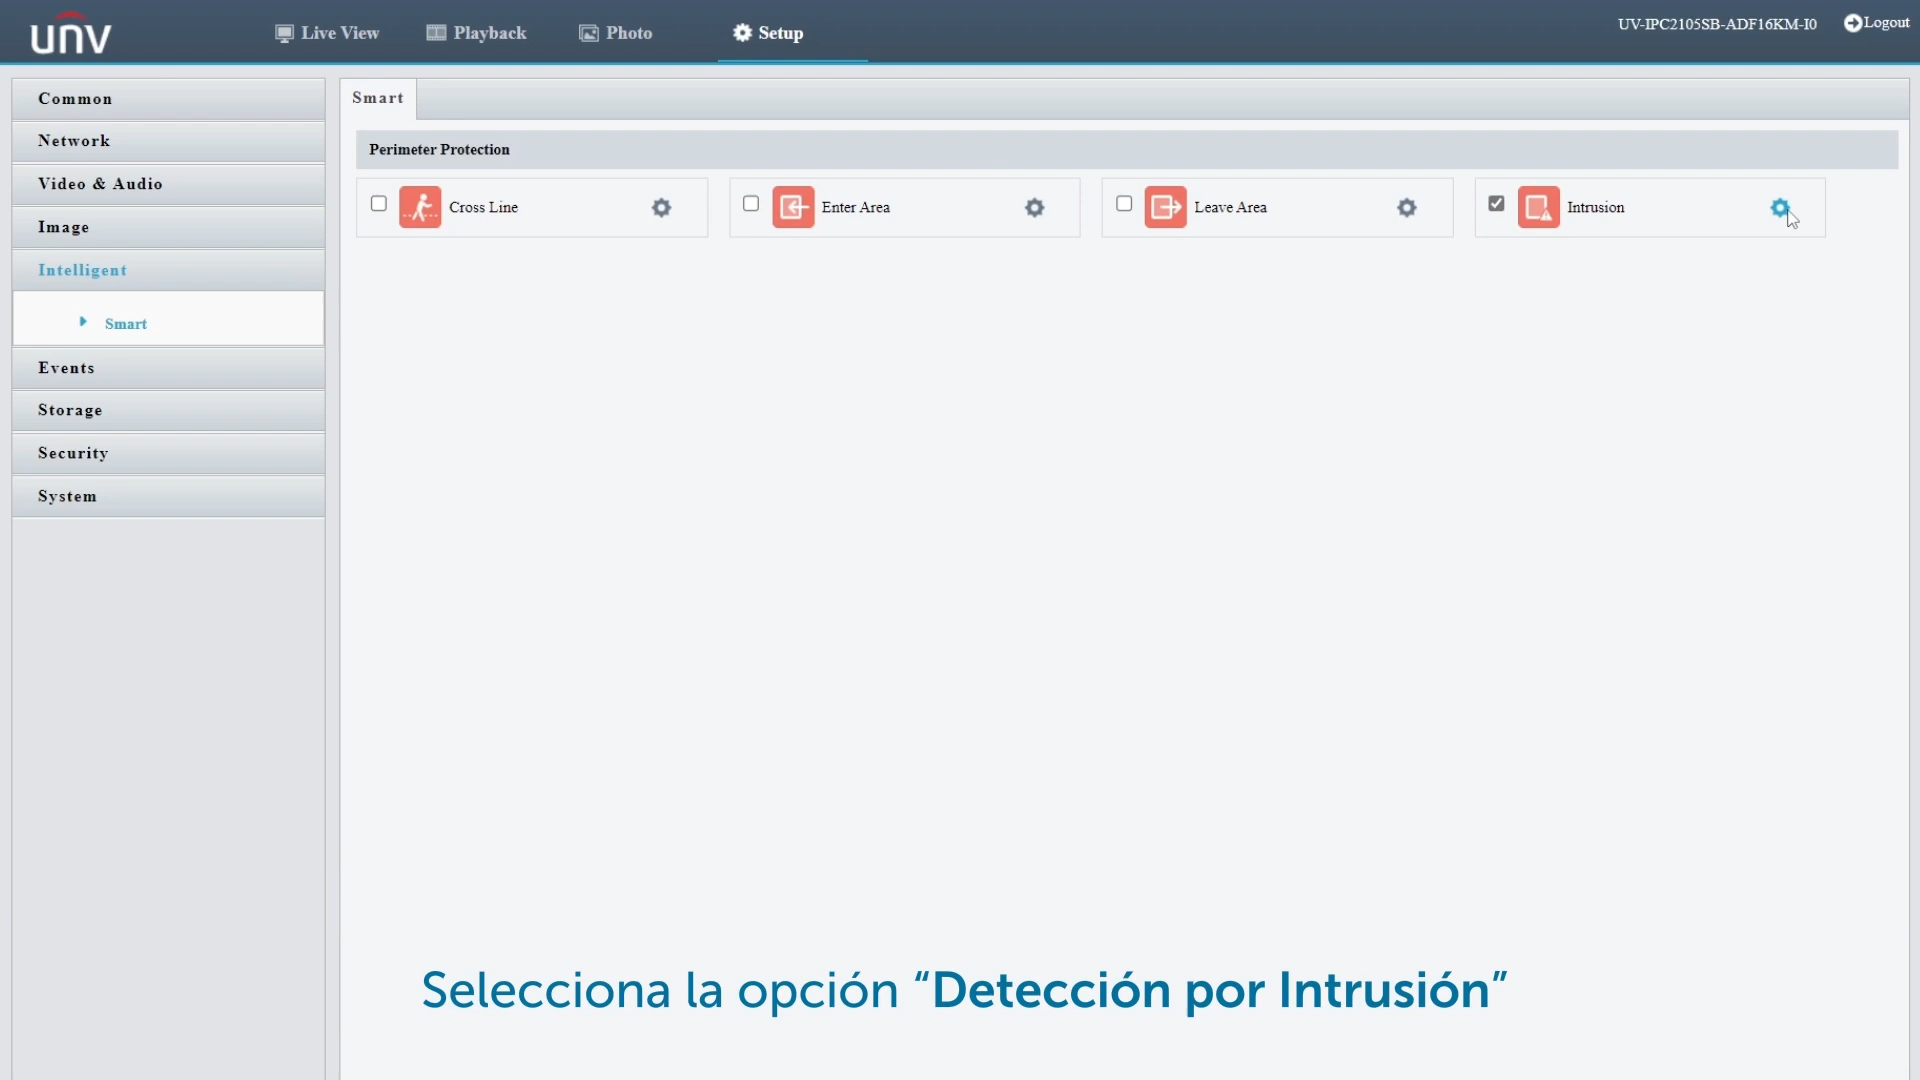 unv
Live View
Playback
Photo
Setup
UV-IPC2105SB-ADF16KM-I0
Logout
Common
Network
Video & Audio
Image
Intelligent
Smart
Events
Storage
Security
System
Smart
Perimeter Protection
Cross Line
Enter Area
Leave Area
Intrusion
Selecciona la opción “Detección por Intrusión”